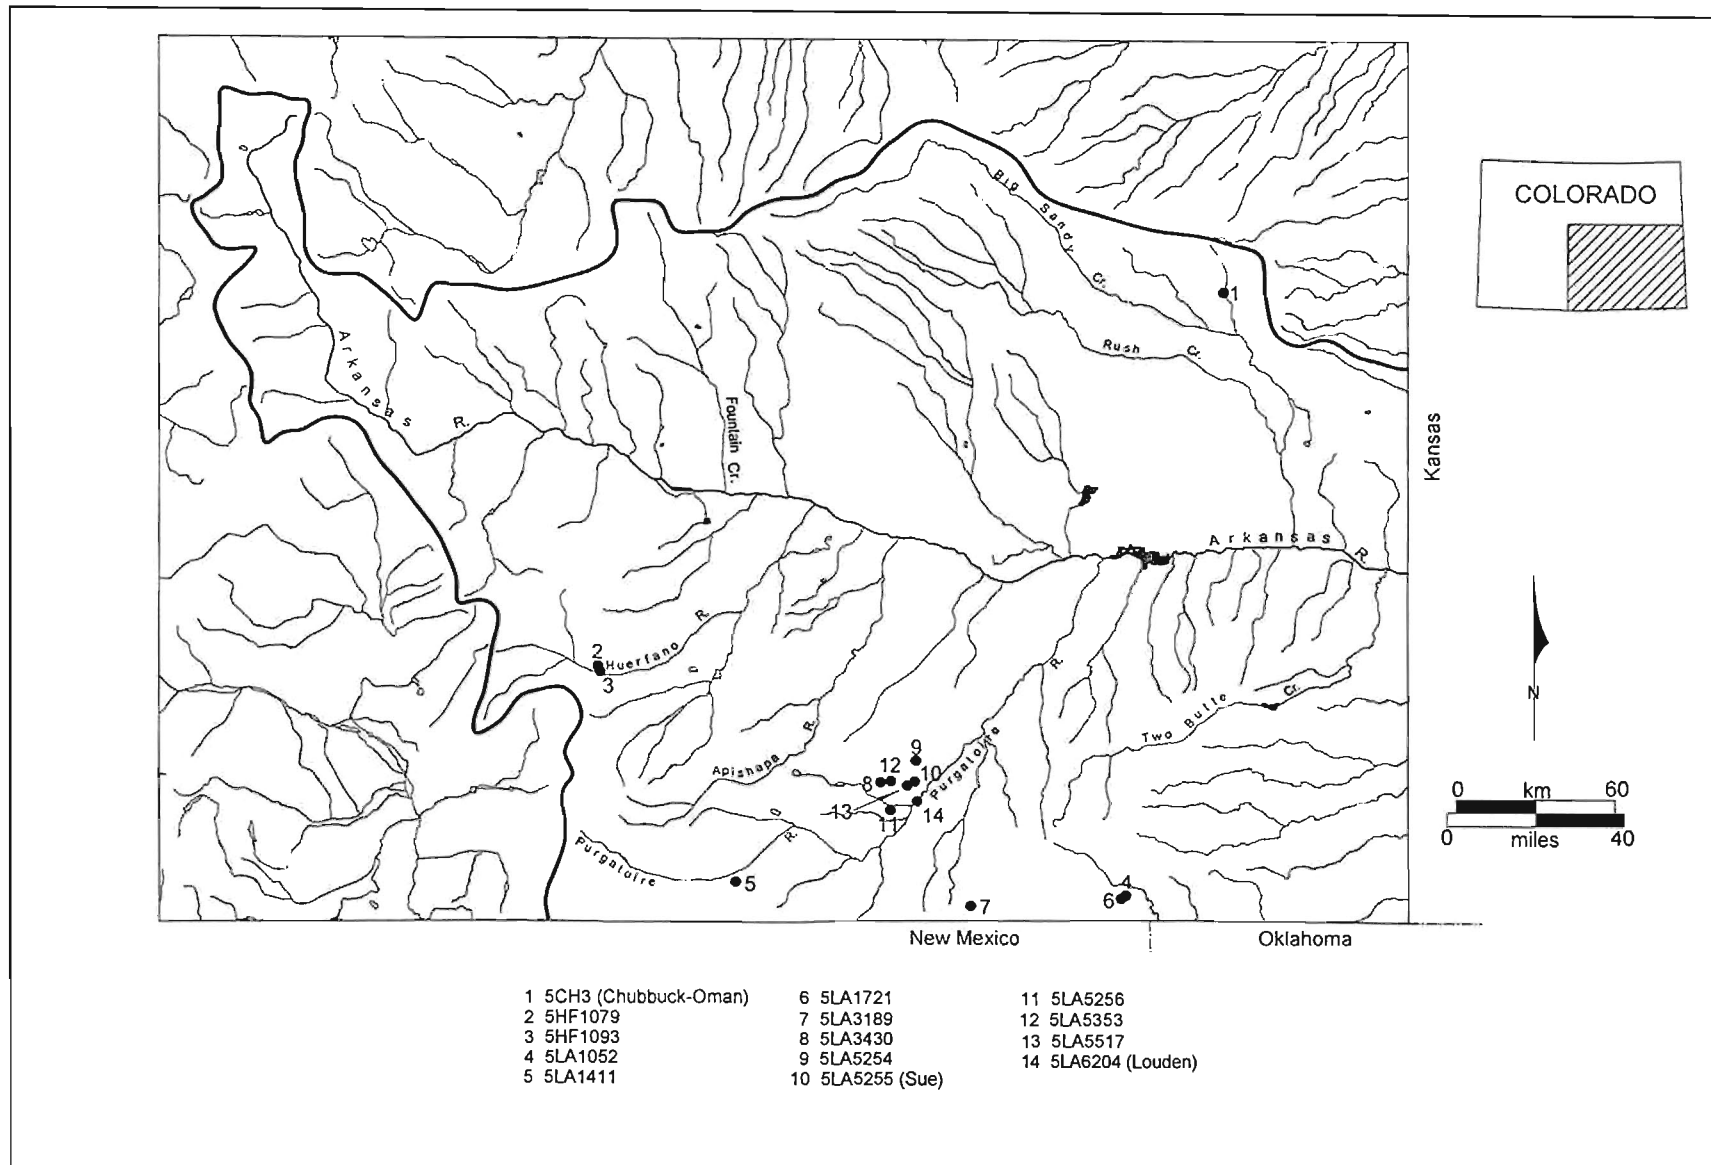 COLORADO
Big Sandy Cr.
1
Rush Cr.
Arkansas R.
Fountain Cr.
Kansas
Arkansas R.
2
Huerfano R.
3
R.
N
Two Butte Cr.
Apishapa R.
9
12
10
8
Purgatoire
13
11
14
0 km 60
0 miles 40
Purgatoire R.
5
4
6
7
New Mexico
Oklahoma
1 5CH3 (Chubbuck-Oman)
2 5HF1079
3 5HF1093
4 5LA1052
5 5LA1411
6 5LA1721
7 5LA3189
8 5LA3430
9 5LA5254
10 5LA5255 (Sue)
11 5LA5256
12 5LA5353
13 5LA5517
14 5LA6204 (Louden)